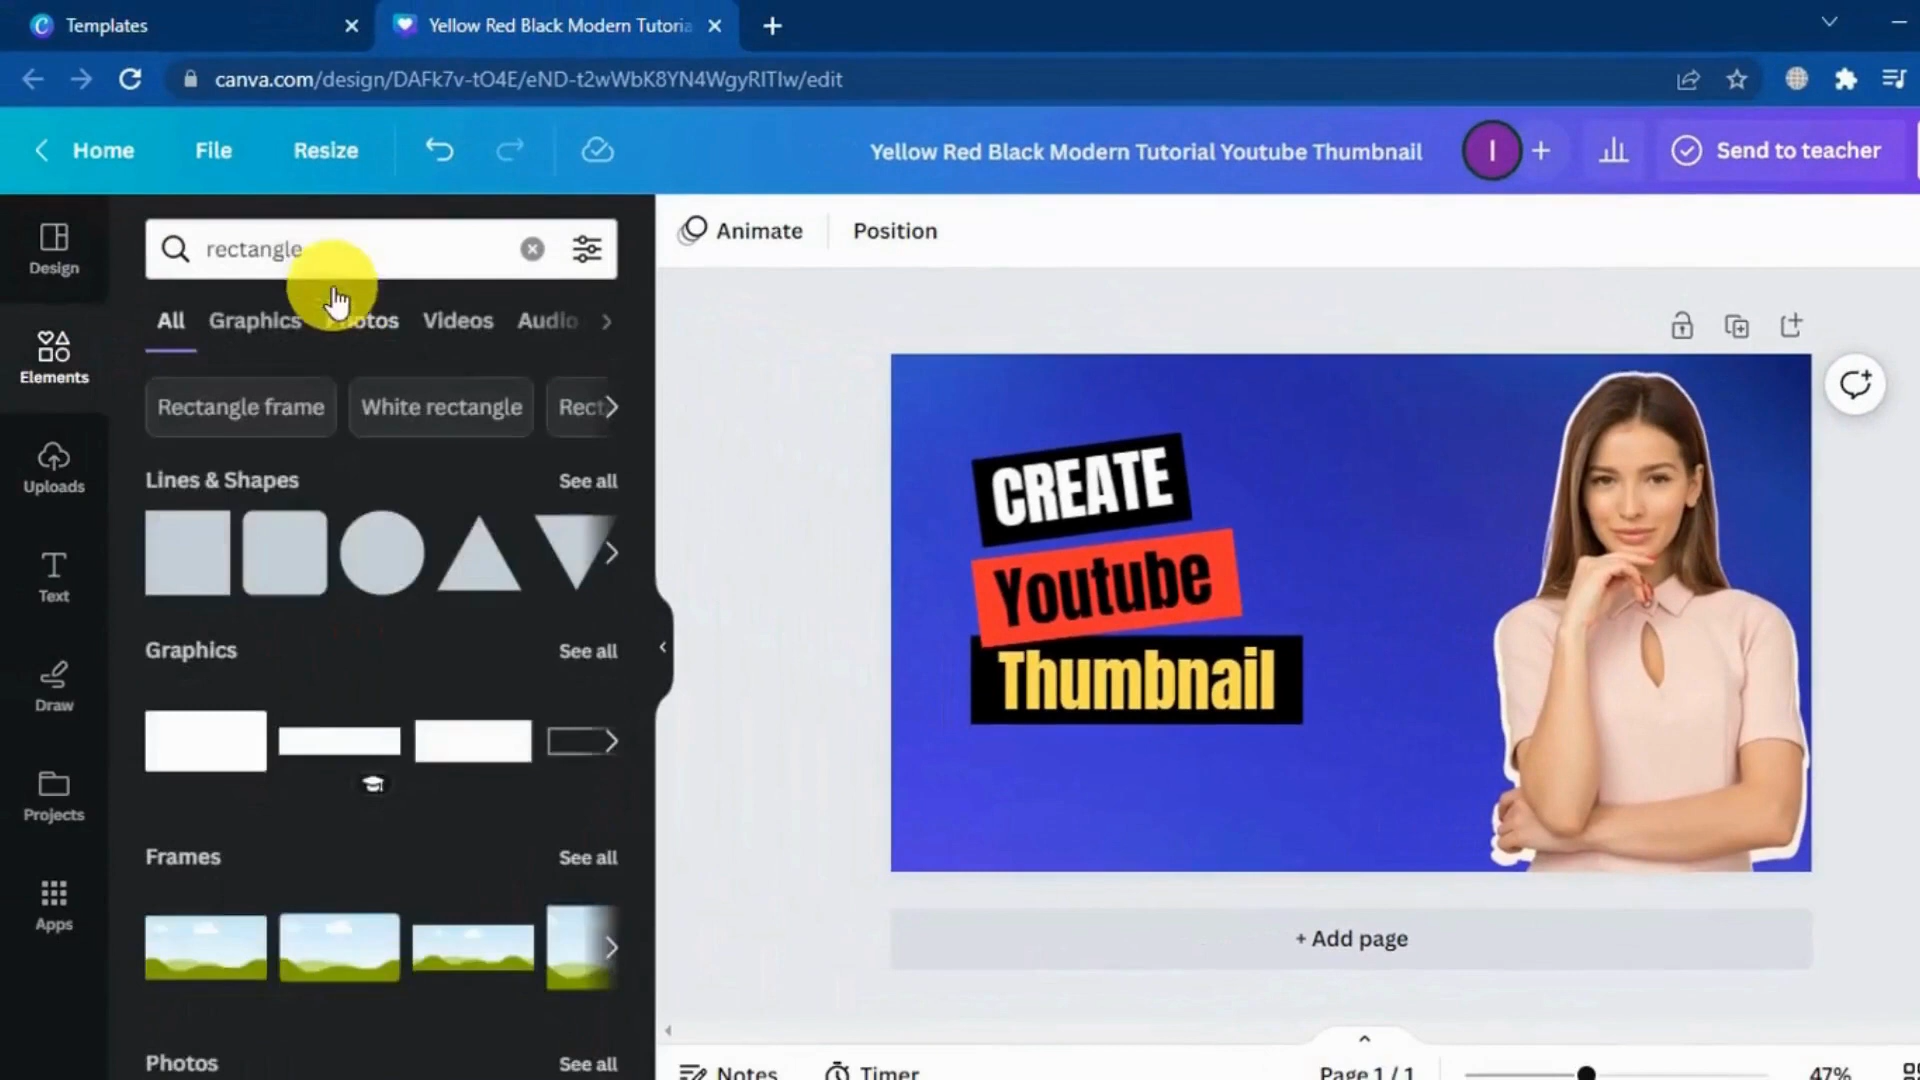 Templates
Yellow Red Black Modern Tutoria
canva.com/design/DAFk7v-tO4E/eND-t2wWbK8YN4WgyRITIw/edit
Home
File
Resize
Yellow Red Black Modern Tutorial Youtube Thumbnail
I
Send to teacher
Design
Elements
Uploads
Text
Draw
Projects
Apps
rectangle
All
Graphics
Photos
Videos
Audio
Rectangle frame
White rectangle
Rect
Lines & Shapes
See all
Graphics
See all
Frames
See all
Photos
See all
Animate
Position
CREATE
Youtube
Thumbnail
+ Add page
Notes
Timer
Page 1 / 1
47%